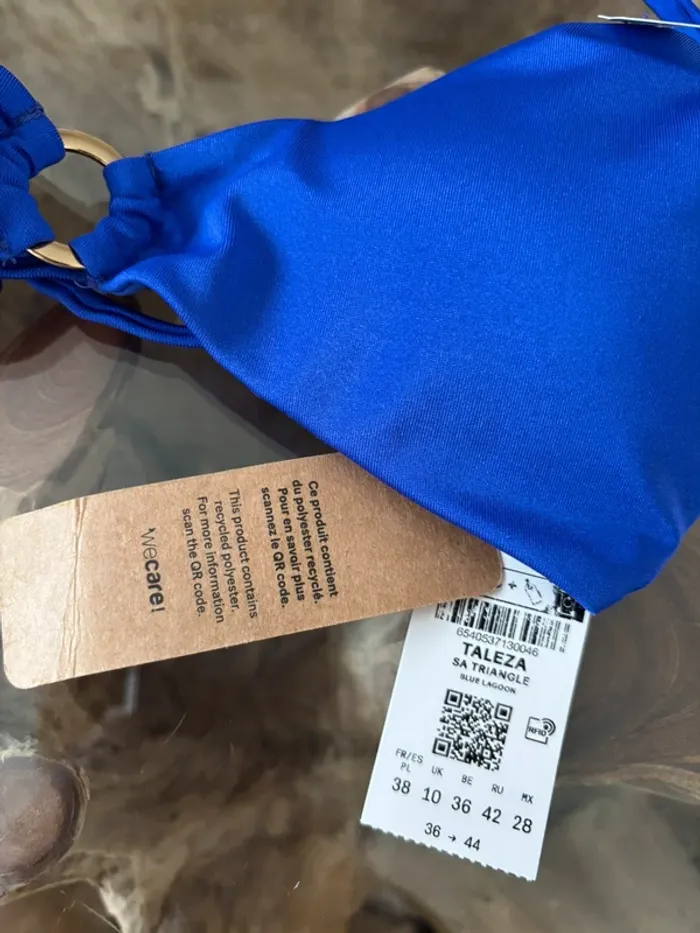 Ce produit contient
du polyester recyclé.
Pour en savoir plus
scannez le QR code.
This product contains
recycled polyester.
For more information
scan the QR code.
wecare!
6540537130046
TALEZA
SA TRIANGLE
BLUE LAGOON
RFID
FR/ES PL UK BE RU MX
38 10 36 42 28
36 → 44